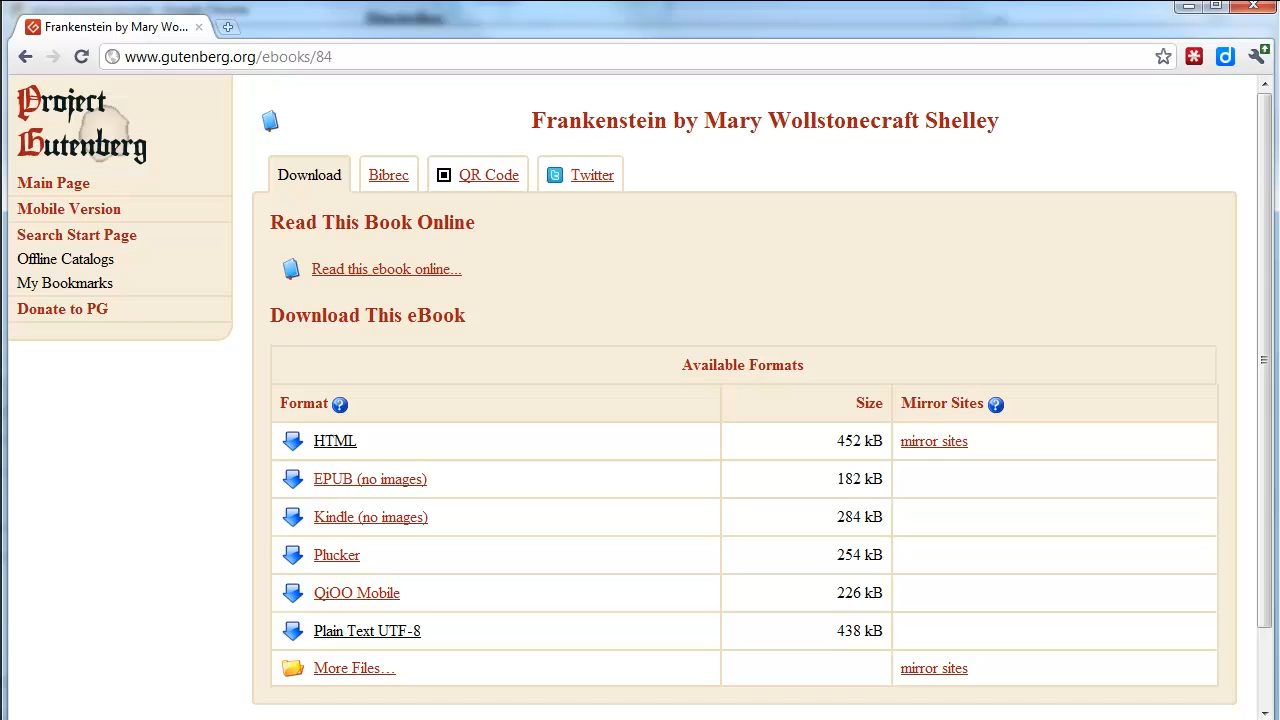 Frankenstein by Mary Wo...
www.gutenberg.org/ebooks/84
Project
Gutenberg
Main Page
Mobile Version
Search Start Page
Offline Catalogs
My Bookmarks
Donate to PG
Frankenstein by Mary Wollstonecraft Shelley
Download Bibrec QR Code Twitter
Read This Book Online
Read this ebook online...
Download This eBook
Available Formats
Format Size Mirror Sites
HTML 452 kB mirror sites
EPUB (no images) 182 kB
Kindle (no images) 284 kB
Plucker 254 kB
QiOO Mobile 226 kB
Plain Text UTF-8 438 kB
More Files… mirror sites